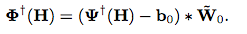 Φ†(H) = (Ψ†(H) − b₀) ∗ W̃₀.